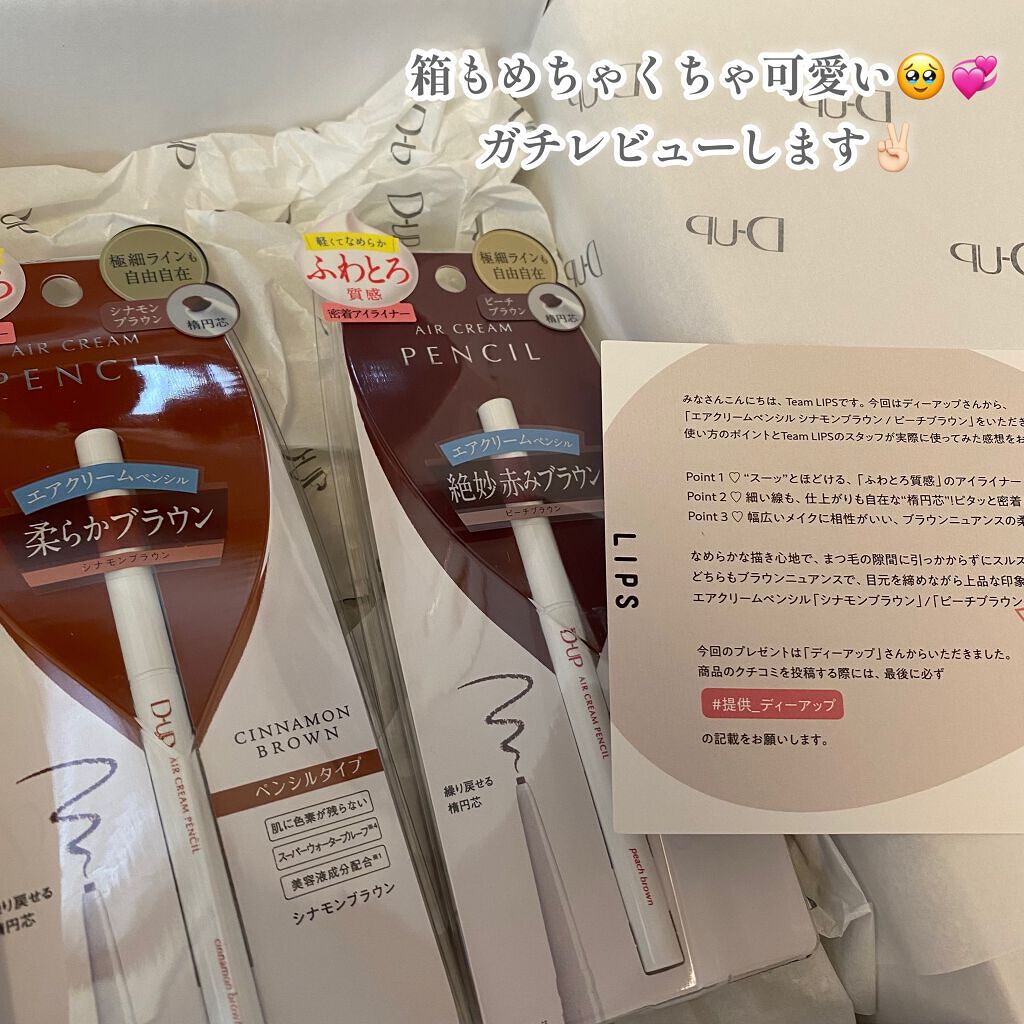 箱もめちゃくちゃ可愛い🥹💞
ガチレビューします✌🏻
D-UP
D-UP
D-UP
D-UP
D-UP
D-UP
D-UP
極細ラインも
自由自在
シナモン
ブラウン
楕円芯
AIR CREAM
PENCIL
エアクリームペンシル
柔らかブラウン
シナモンブラウン
D-UP AIR CREAM PENCIL
cinnamon brown
CINNAMON
BROWN
ペンシルタイプ
肌に色素が残らない
スーパーウォータープルーフ※4
美容液成分配合※1
シナモンブラウン
り戻せる
楕円芯
軽くてなめらか
ふわとろ
質感
密着アイライナー
極細ラインも
自由自在
ピーチ
ブラウン
楕円芯
AIR CREAM
PENCIL
エアクリームペンシル
絶妙赤みブラウン
ピーチブラウン
D-UP AIR CREAM PENCIL
peach brown
繰り戻せる
楕円芯
LIPS
みなさんこんにちは、Team LIPSです。今回はディーアップさんから、
「エアクリームペンシル シナモンブラウン / ピーチブラウン」をいただき
使い方のポイントとTeam LIPSのスタッフが実際に使ってみた感想をお
Point 1 ♡ “スーッ”とほどける、「ふわとろ質感」のアイライナー
Point 2 ♡ 細い線も、仕上がりも自在な“楕円芯”！ピタッと密着
Point 3 ♡ 幅広いメイクに相性がいい、ブラウンニュアンスの柔
なめらかな描き心地で、まつ毛の隙間に引っかからずにスルス
どちらもブラウンニュアンスで、目元を締めながら上品な印象
エアクリームペンシル「シナモンブラウン」/「ピーチブラウン
今回のプレゼントは「ディーアップ」さんからいただきました。
商品のクチコミを投稿する際には、最後に必ず
#提供_ディーアップ
の記載をお願いします。